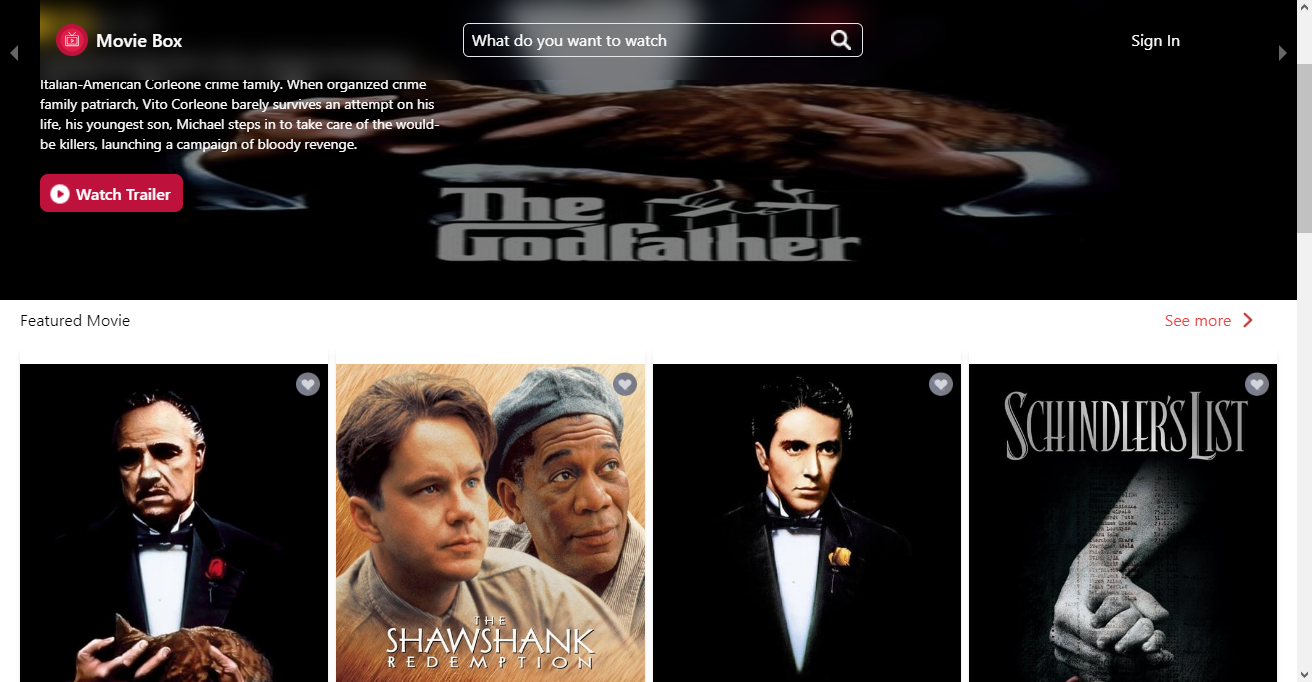 Movie Box
What do you want to watch
Sign In
Italian-American Corleone crime family. When organized crime
family patriarch, Vito Corleone barely survives an attempt on his
life, his youngest son, Michael steps in to take care of the would-
be killers, launching a campaign of bloody revenge.
Watch Trailer
The
Godfather
Featured Movie
See more
THE
SHAWSHANK
REDEMPTION
SCHINDLER'S LIST